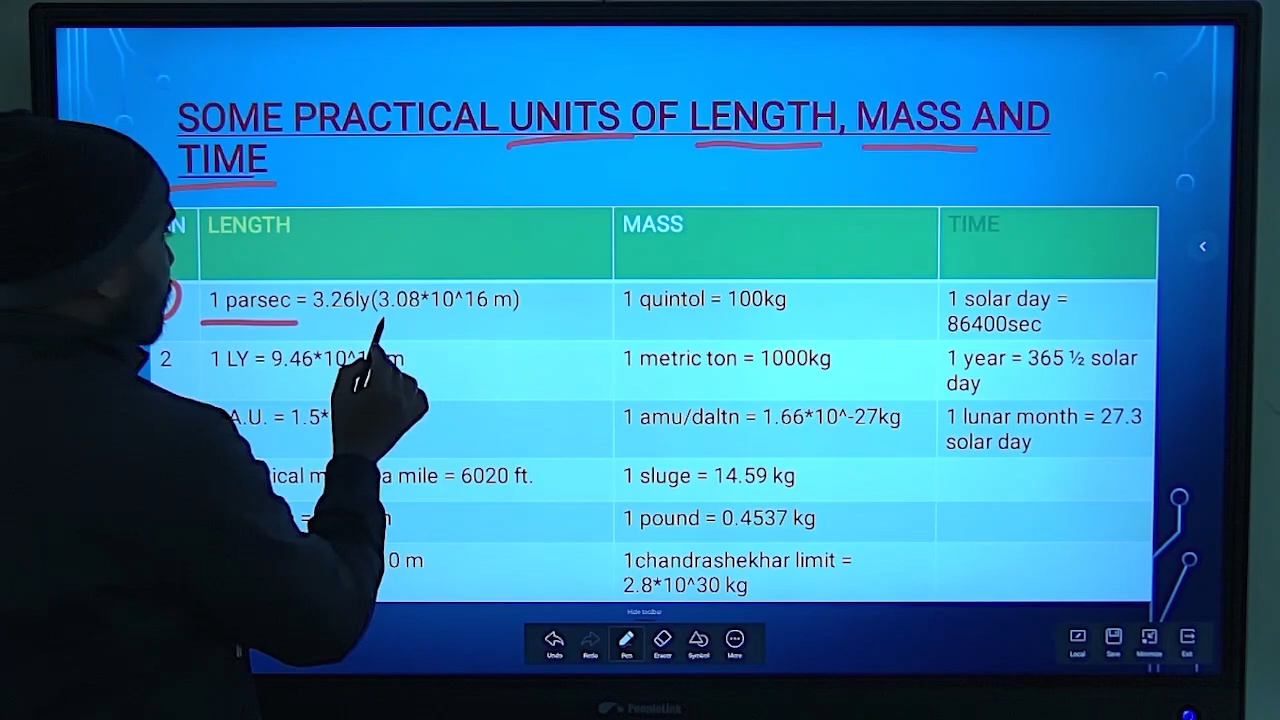 SOME PRACTICAL UNITS OF LENGTH, MASS AND
TIME
LENGTH MASS TIME
1 parsec = 3.26ly(3.08*10^16 m) 1 quintol = 100kg 1 solar day =
86400sec
2 1 LY = 9.46*10^ m 1 metric ton = 1000kg 1 year = 365 ½ solar
day
A.U. = 1.5* 1 amu/daltn = 1.66*10^-27kg 1 lunar month = 27.3
solar day
mile = 6020 ft. 1 sluge = 14.59 kg
= 1 pound = 0.4537 kg
0 m 1chandrashekhar limit =
2.8*10^30 kg
Hide toolbar
Undo Redo Pen Eraser Symbol More Local Save Minimize Exit
PeopleLink